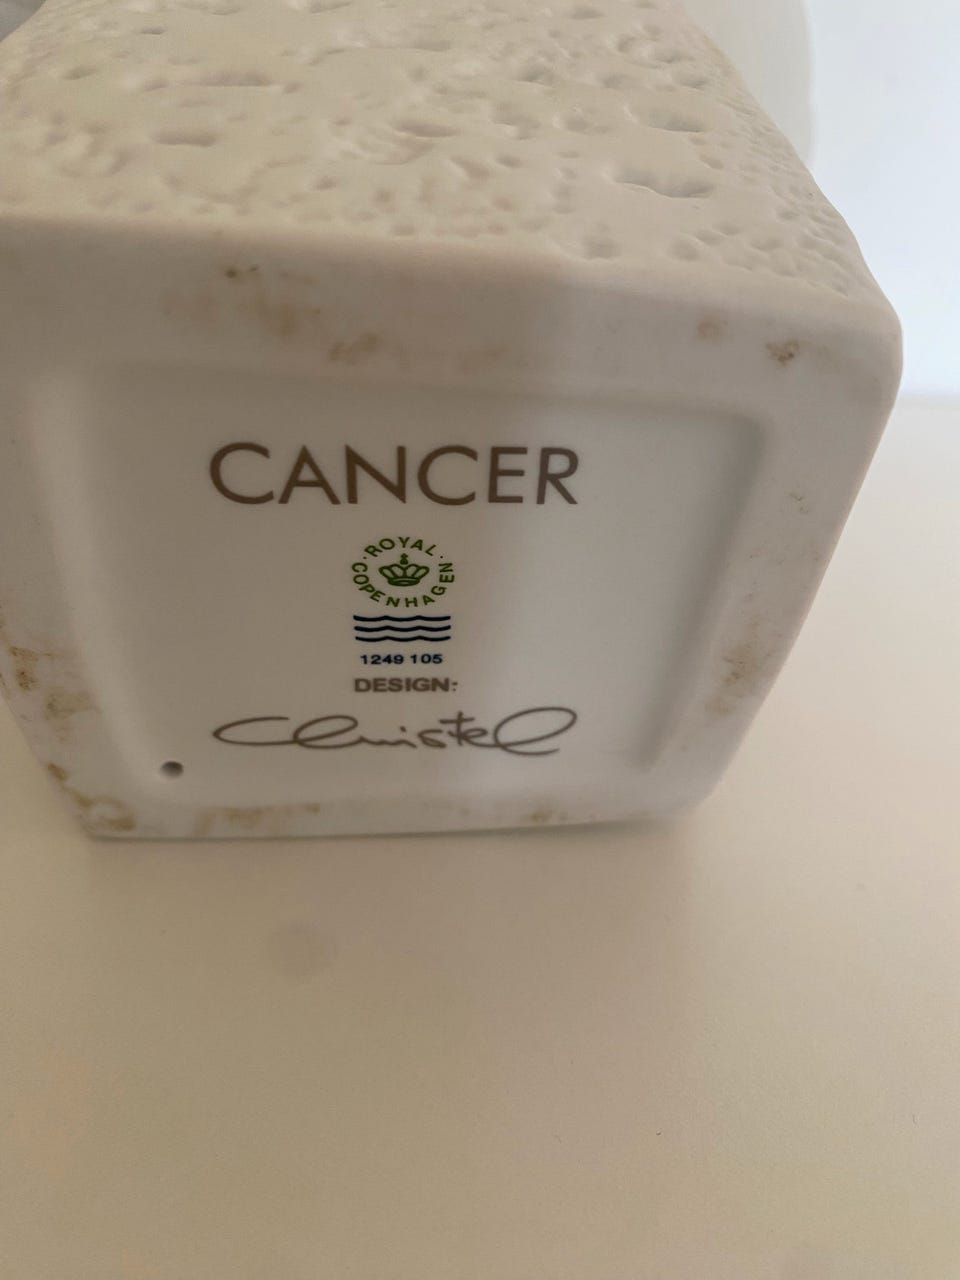 CANCER
ROYAL
COPENHAGEN
1249 105
DESIGN:
Christel